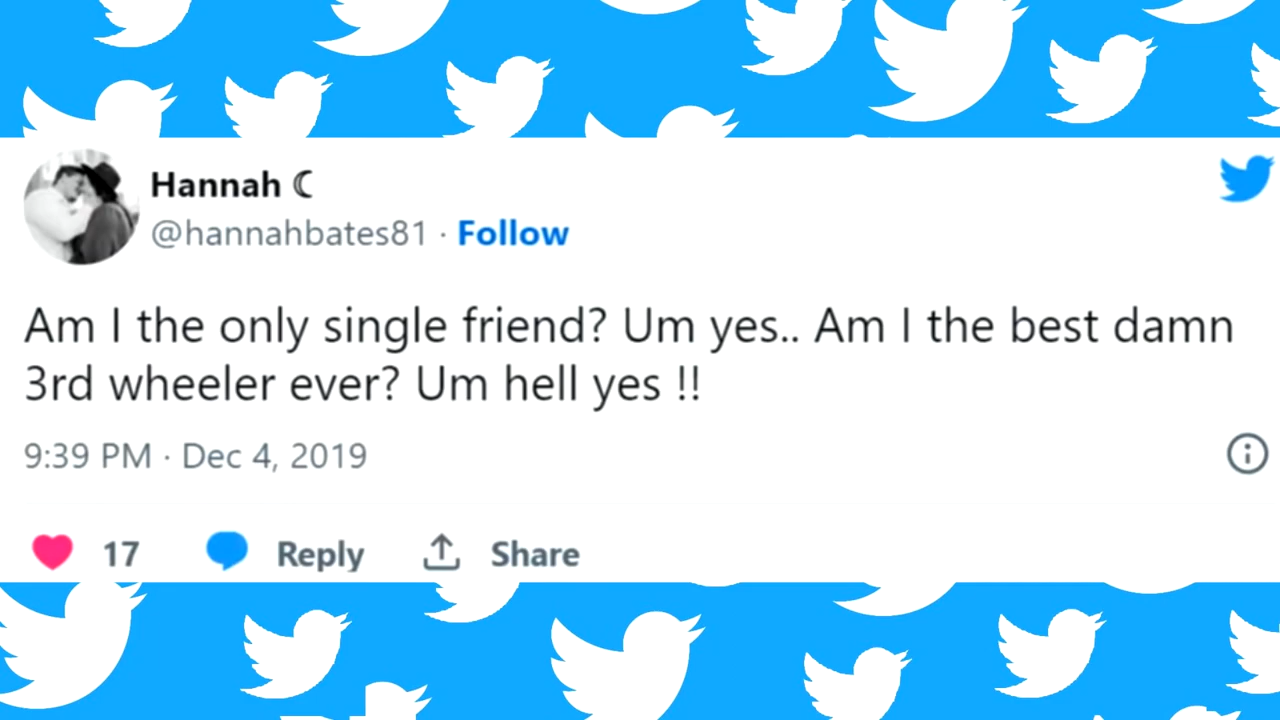 Hannah ☾
@hannahbates81 · Follow
Am I the only single friend? Um yes.. Am I the best damn
3rd wheeler ever? Um hell yes !!
9:39 PM · Dec 4, 2019
17 Reply Share